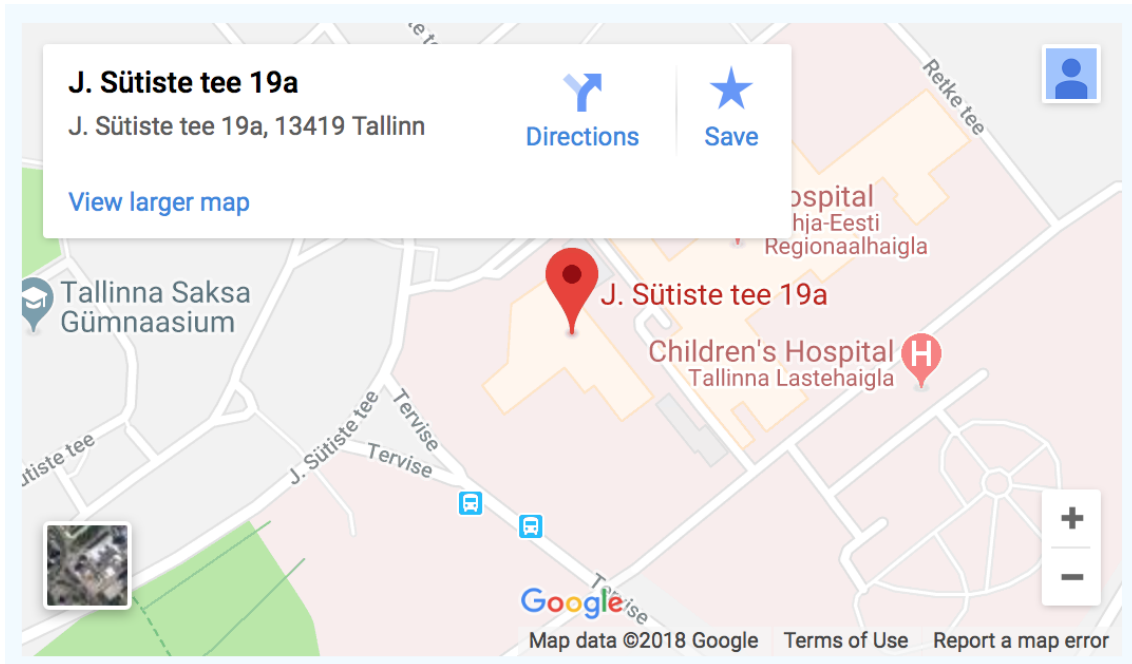 J. Sütiste tee 19a
J. Sütiste tee 19a, 13419 Tallinn
Directions
Save
View larger map
Retke tee
ospital
hja-Eesti
Regionaalhaigla
Tallinna Saksa
Gümnaasium
J. Sütiste tee 19a
Children's Hospital
Tallinna Lastehaigla
H
J. Sütiste tee
Tervise
Tervise
ütiste tee
Tervise
Google
Map data ©2018 Google
Terms of Use
Report a map error